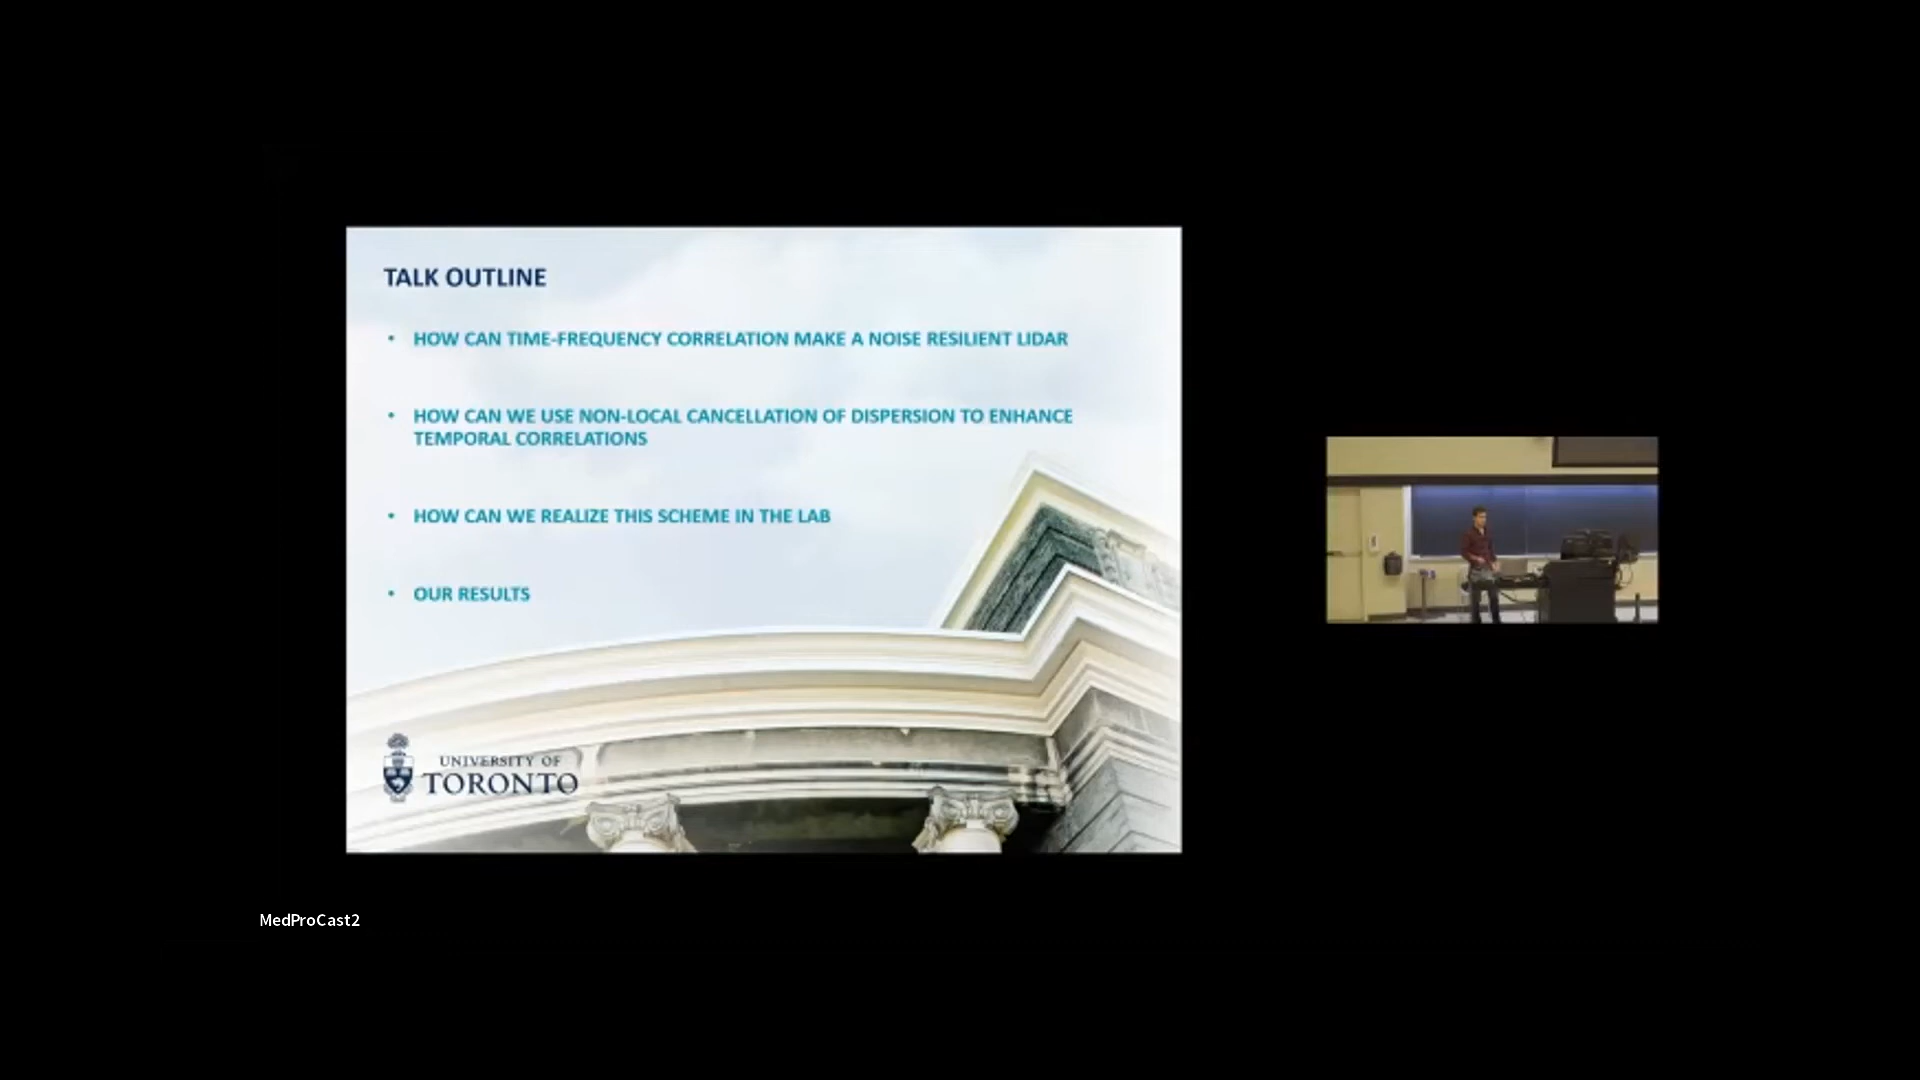 TALK OUTLINE
• HOW CAN TIME-FREQUENCY CORRELATION MAKE A NOISE RESILIENT LIDAR
• HOW CAN WE USE NON-LOCAL CANCELLATION OF DISPERSION TO ENHANCE
TEMPORAL CORRELATIONS
• HOW CAN WE REALIZE THIS SCHEME IN THE LAB
• OUR RESULTS
UNIVERSITY OF
TORONTO
MedProCast2